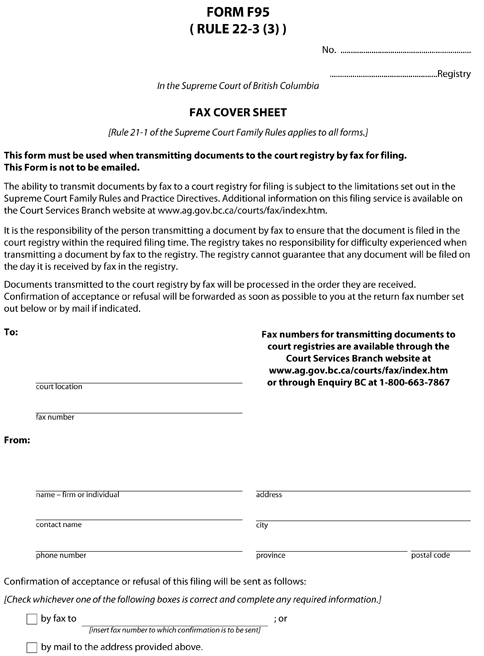 FORM F95
( RULE 22-3 (3) )
No. ..............................................................
....................................................Registry
In the Supreme Court of British Columbia
FAX COVER SHEET
[Rule 21-1 of the Supreme Court Family Rules applies to all forms.]
This form must be used when transmitting documents to the court registry by fax for filing.
This Form is not to be emailed.
The ability to transmit documents by fax to a court registry for filing is subject to the limitations set out in the
Supreme Court Family Rules and Practice Directives. Additional information on this filing service is available on
the Court Services Branch website at www.ag.gov.bc.ca/courts/fax/index.htm.
It is the responsibility of the person transmitting a document by fax to ensure that the document is filed in the
court registry within the required filing time. The registry takes no responsibility for difficulty experienced when
transmitting a document by fax to the registry. The registry cannot guarantee that any document will be filed on
the day it is received by fax in the registry.
Documents transmitted to the court registry by fax will be processed in the order they are received.
Confirmation of acceptance or refusal will be forwarded as soon as possible to you at the return fax number set
out below or by mail if indicated.
To:
Fax numbers for transmitting documents to
court registries are available through the
Court Services Branch website at
www.ag.gov.bc.ca/courts/fax/index.htm
or through Enquiry BC at 1-800-663-7867
court location
fax number
From:
name – firm or individual address
contact name city
phone number province postal code
Confirmation of acceptance or refusal of this filing will be sent as follows:
[Check whichever one of the following boxes is correct and complete any required information.]
by fax to ; or
[insert fax number to which confirmation is to be sent]
by mail to the address provided above.